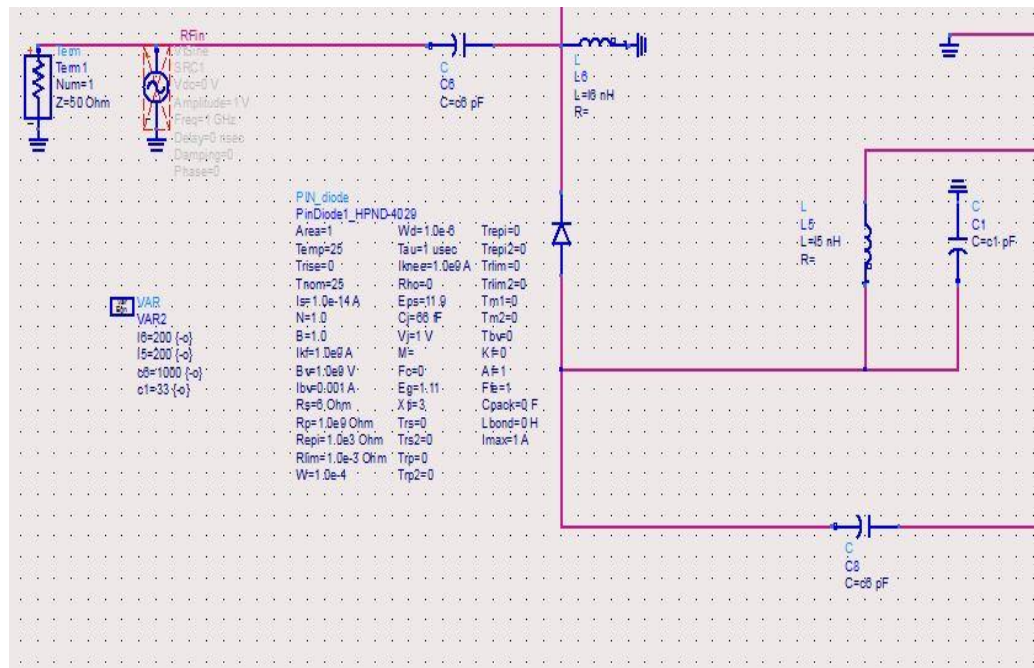 RFin
Term
Term1
Num=1
Z=50 Ohm
VtSine
SRC1
Vdc=0 V
Amplitude=1 V
Freq=1 GHz
Delay=0 nsec
Damping=0
Phase=0
C
C6
C=c6 pF
L
L6
L=l6 nH
R=
PIN_diode
PinDiode1_HPND-4029
Area=1
Temp=25
Trise=0
Tnom=25
Is=1.0e-14 A
N=1.0
B=1.0
Ikf=1.0e9 A
Bv=1.0e9 V
Ibv=0.001 A
Rs=6 Ohm
Rp=1.0e9 Ohm
Repi=1.0e3 Ohm
Rlim=1.0e-3 Ohm
W=1.0e-4
Wd=1.0e-6
Tau=1 usec
Iknee=1.0e9 A
Rho=0
Eps=11.9
Cj=66 fF
Vj=1 V
M=
Fc=0
Eg=1.11
Xti=3
Trs=0
Trs2=0
Trp=0
Trp2=0
Trepi=0
Trepi2=0
Trlim=0
Trlim2=0
Tm1=0
Tm2=0
Tbv=0
Kf=0
Af=1
Ffe=1
Cpack=0 F
Lbond=0 H
Imax=1 A
VAR
VAR2
l6=200 {-o}
l5=200 {-o}
c6=1000 {-o}
c1=33 {-o}
L
L5
L=l5 nH
R=
C
C1
C=c1 pF
C
C8
C=c6 pF